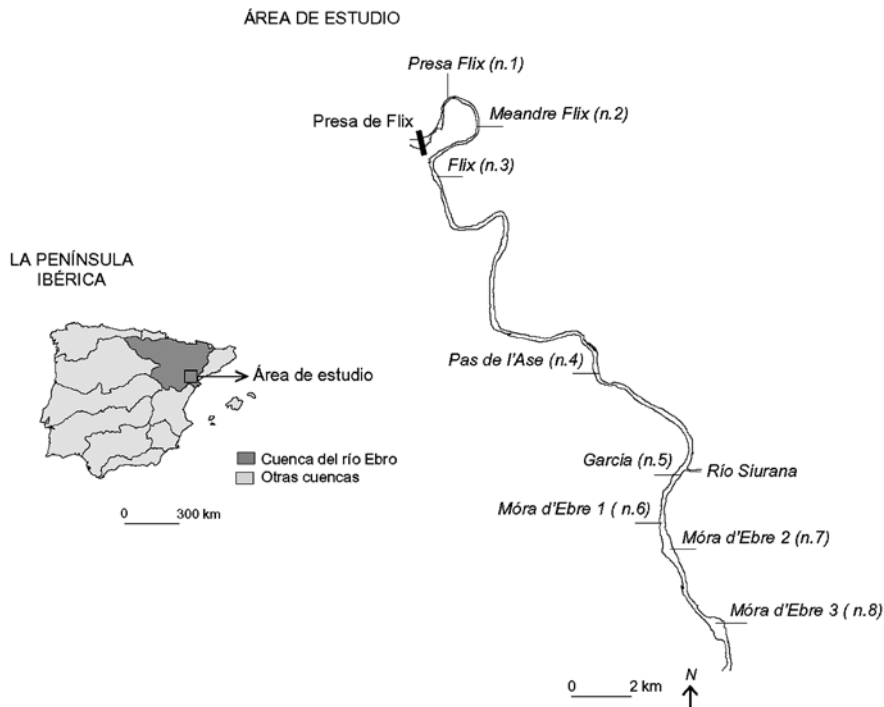 ÁREA DE ESTUDIO
Presa Flix (n.1)
Presa de Flix
Meandre Flix (n.2)
Flix (n.3)
LA PENÍNSULA
IBÉRICA
Área de estudio
Pas de l'Ase (n.4)
Cuenca del río Ebro
Otras cuencas
Garcia (n.5)
Río Siurana
0 300 km
Móra d'Ebre 1 ( n.6)
Móra d'Ebre 2 (n.7)
Móra d'Ebre 3 ( n.8)
0 2 km
N